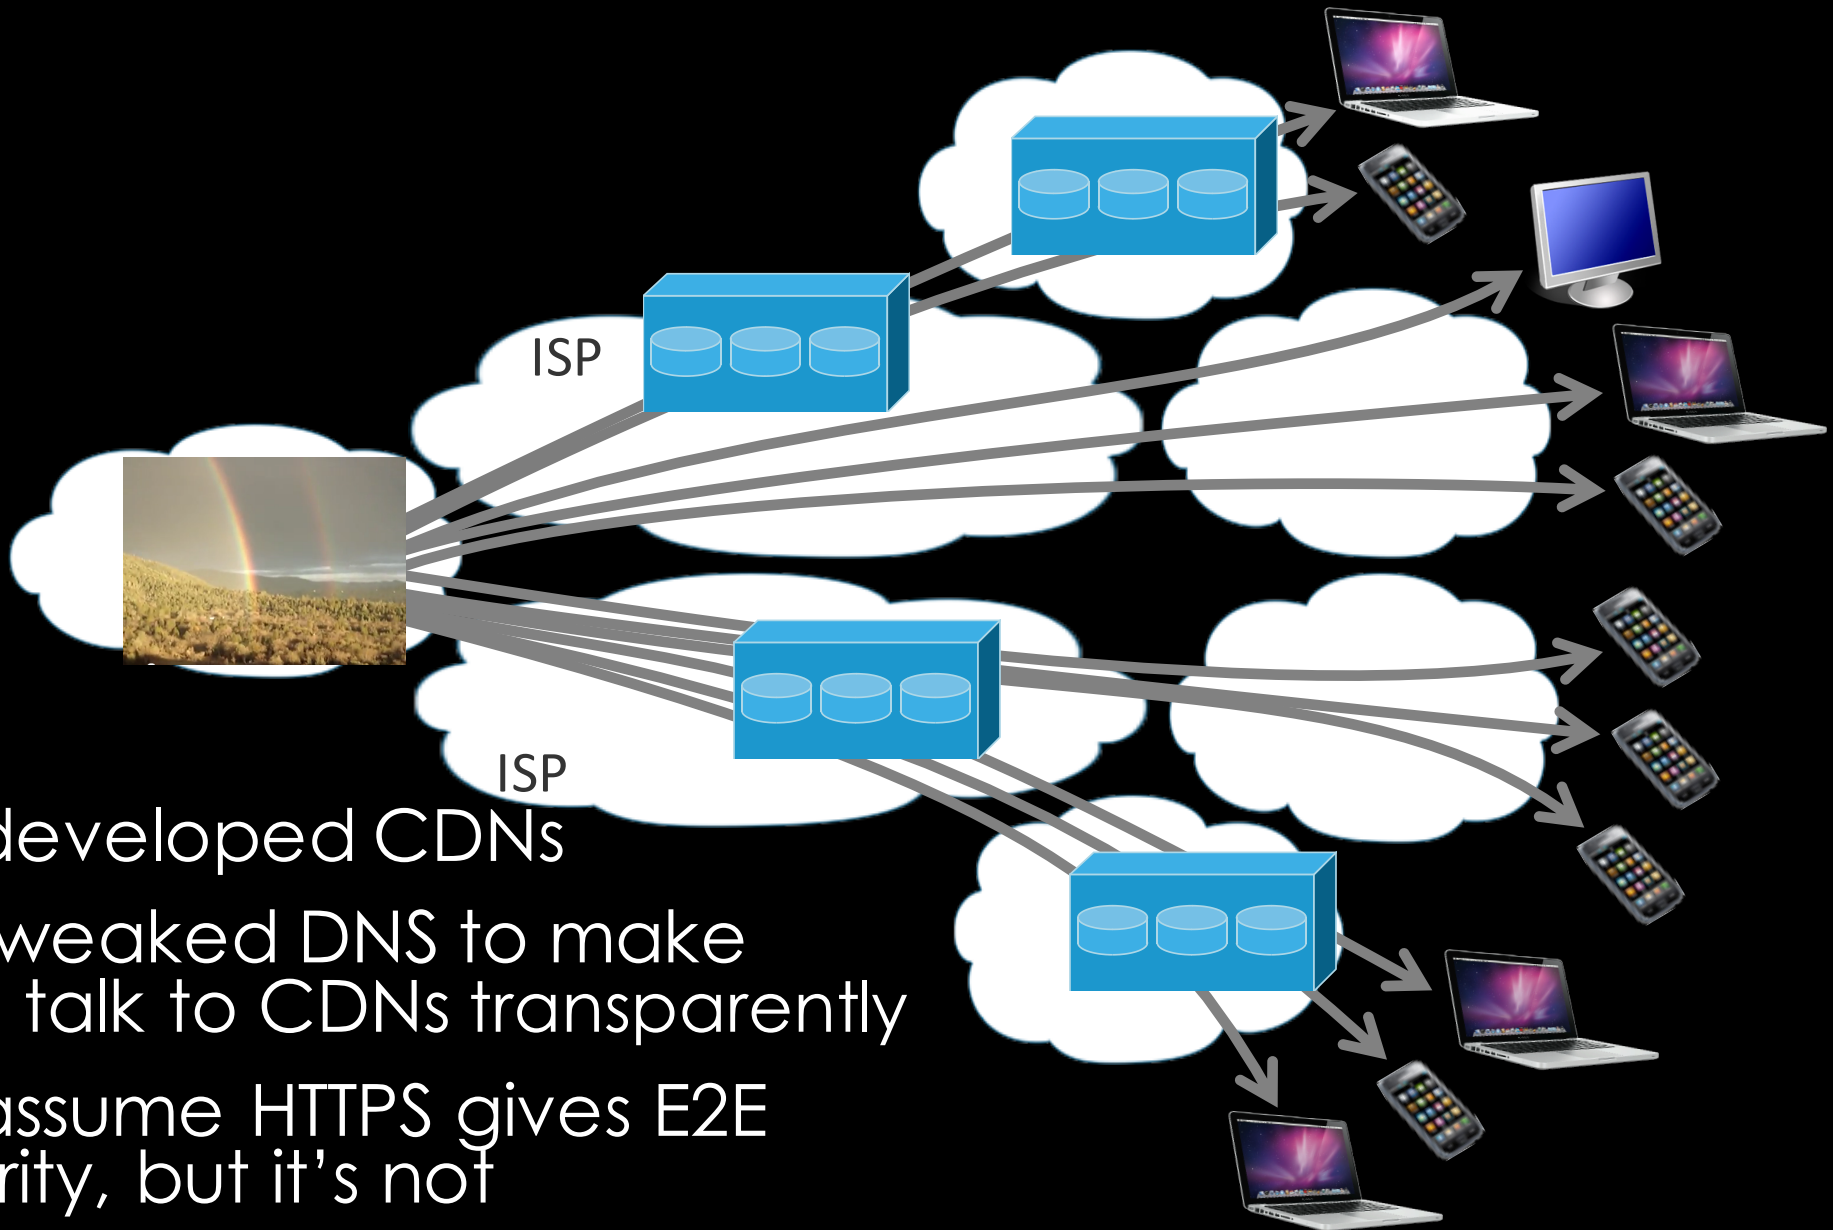 ISP
ISP
developed CDNs
weaked DNS to make
talk to CDNs transparently
assume HTTPS gives E2E
rity, but it's not